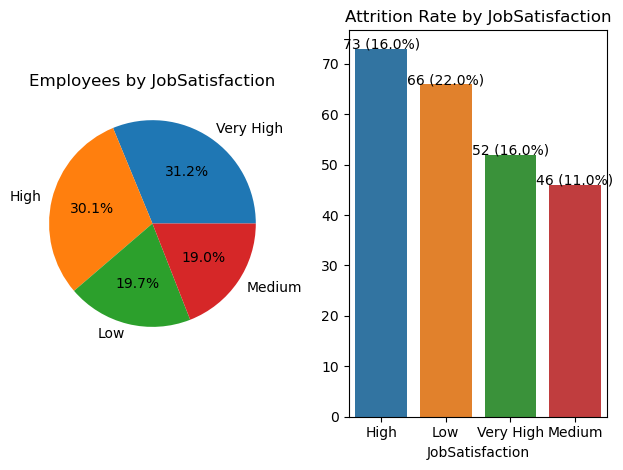 Employees by JobSatisfaction
Very High
31.2%
High
30.1%
19.7%
Low
19.0%
Medium
Attrition Rate by JobSatisfaction
73 (16.0%)
66 (22.0%)
52 (16.0%)
46 (11.0%)
70
60
50
40
30
20
10
0
High Low Very High Medium
JobSatisfaction